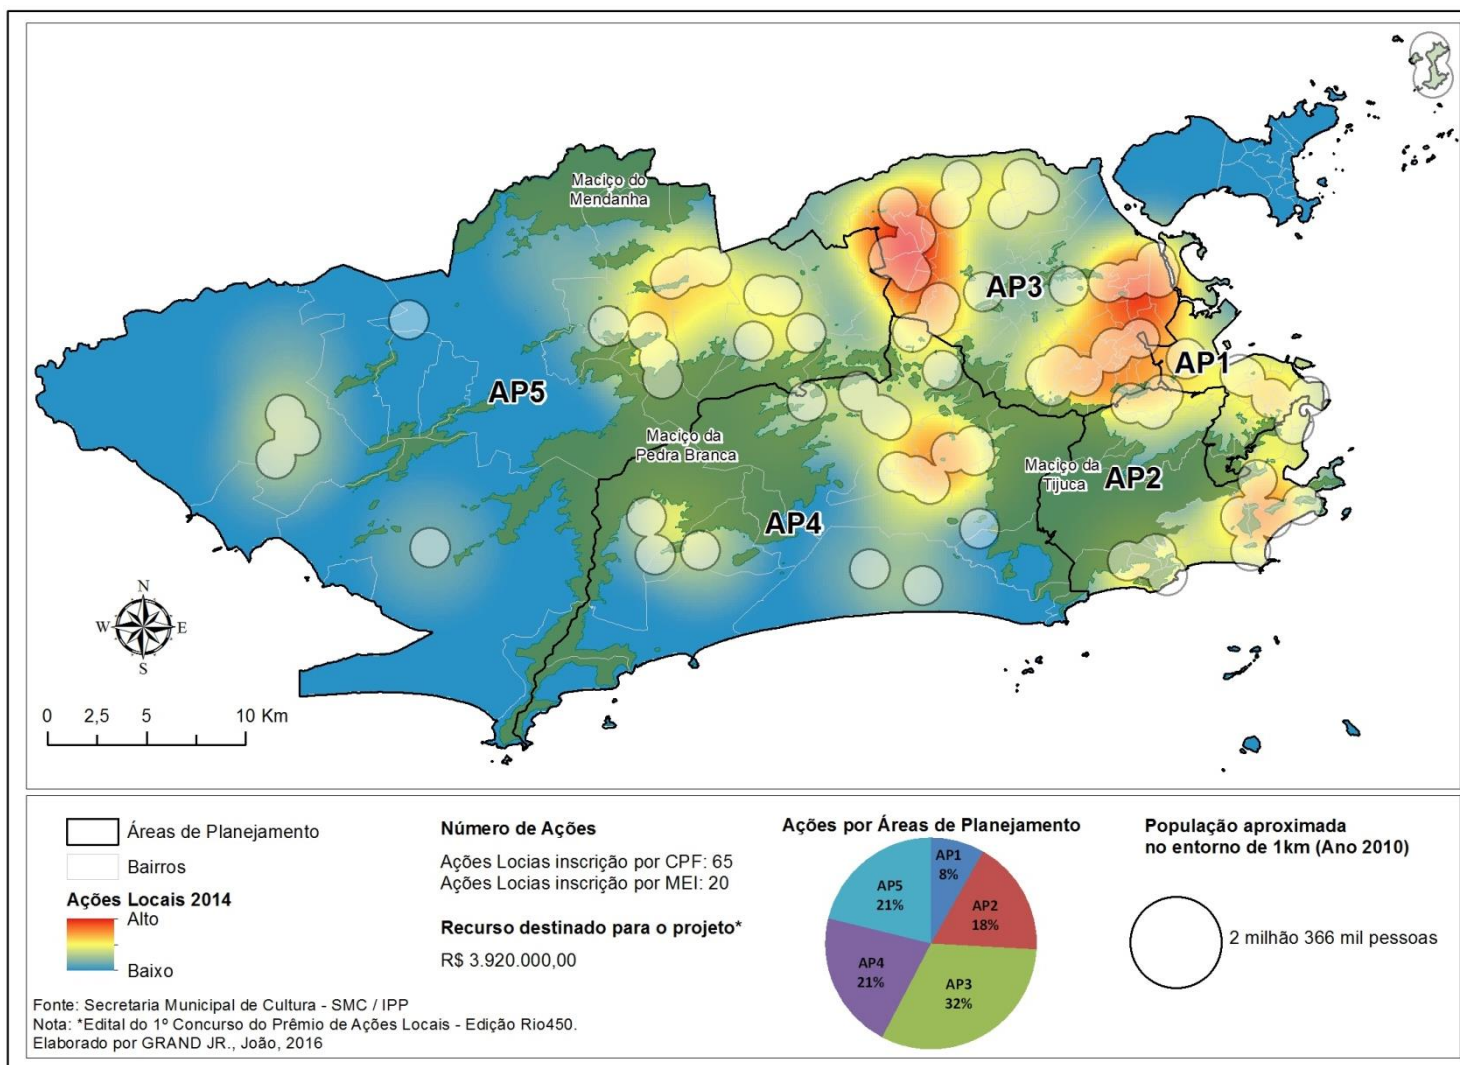 Maciço do
Mendanha
AP3
AP1
AP5
Maciço da
Pedra Branca
Maciço da
Tijuca
AP2
AP4
N
W
E
S
0 2,5 5 10 Km
Áreas de Planejamento
Bairros
Ações Locais 2014
Alto
Baixo
Número de Ações
Ações Locias inscrição por CPF: 65
Ações Locias inscrição por MEI: 20
Recurso destinado para o projeto*
R$ 3.920.000,00
Ações por Áreas de Planejamento
AP1
8%
AP2
18%
AP3
32%
AP4
21%
AP5
21%
População aproximada
no entorno de 1km (Ano 2010)
2 milhão 366 mil pessoas
Fonte: Secretaria Municipal de Cultura - SMC / IPP
Nota: *Edital do 1º Concurso do Prêmio de Ações Locais - Edição Rio450.
Elaborado por GRAND JR., João, 2016